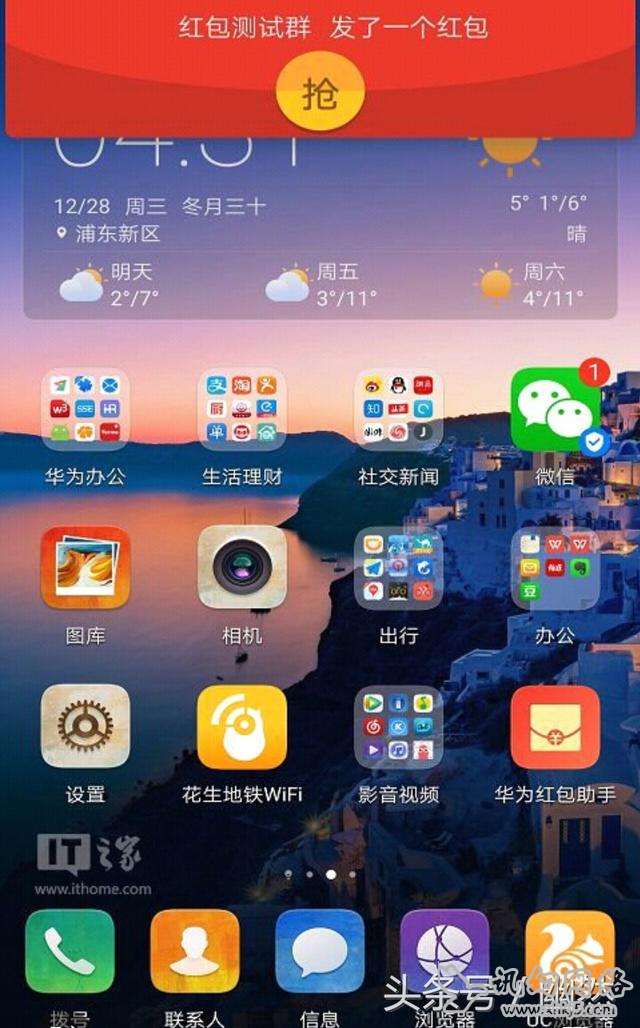 红包测试群 发了一个红包
抢
12/28 周三 冬月三十
5° 1°/6°
浦东新区
晴
明天
2°/7°
周五
3°/11°
周六
4°/11°
1
华为办公
生活理财
社交新闻
微信
图库
相机
出行
办公
设置
花生地铁WiFi
影音视频
华为红包助手
IT之家
www.ithome.com
拨号
联系人
信息
浏览器
UC浏览器
头条号